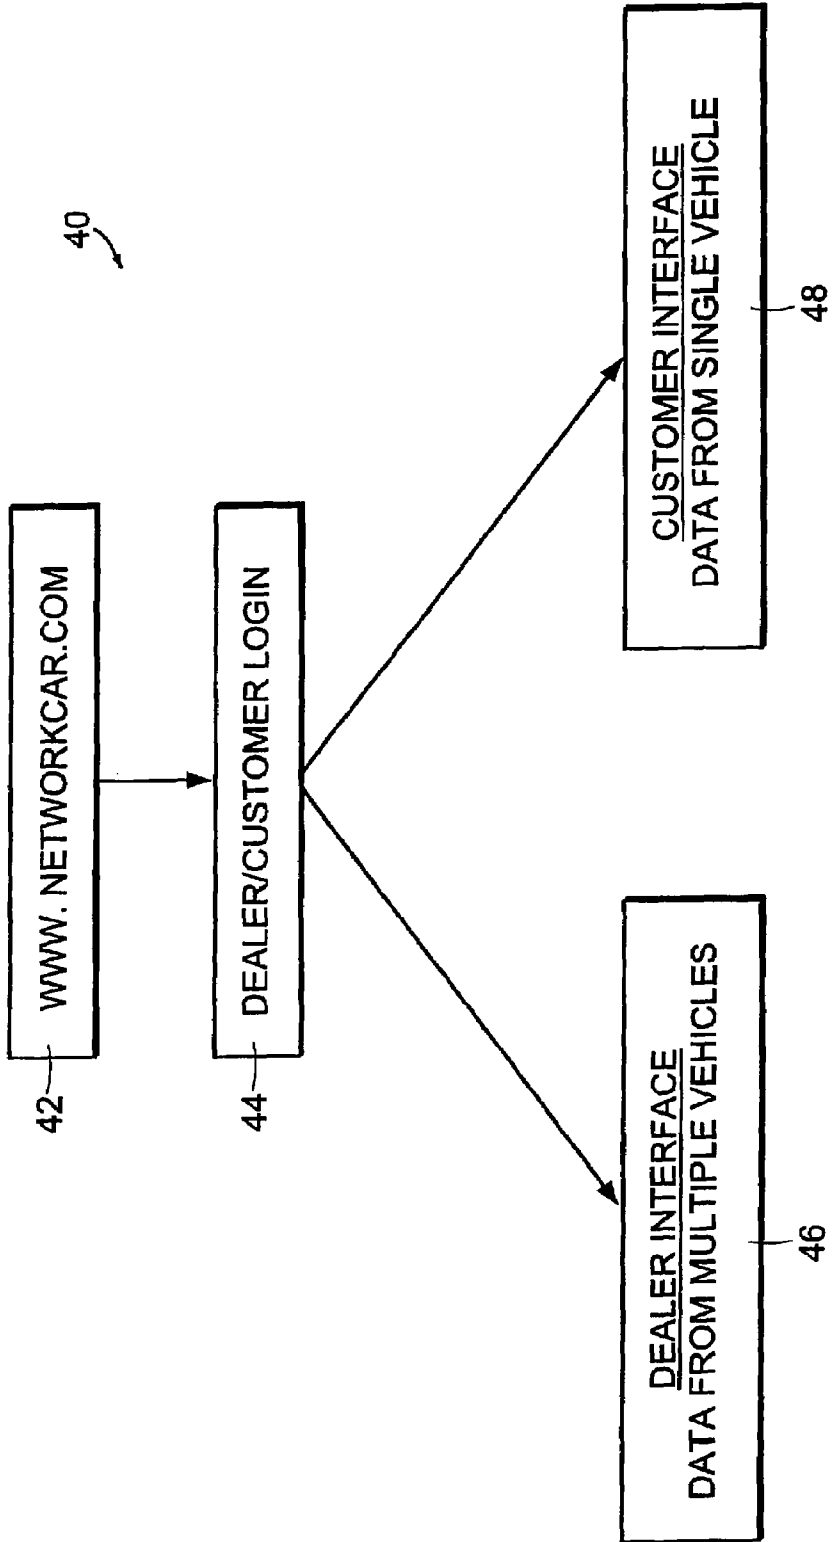 40
42
WWW. NETWORKCAR.COM
44
DEALER/CUSTOMER LOGIN
DEALER INTERFACE
DATA FROM MULTIPLE VEHICLES
46
CUSTOMER INTERFACE
DATA FROM SINGLE VEHICLE
48